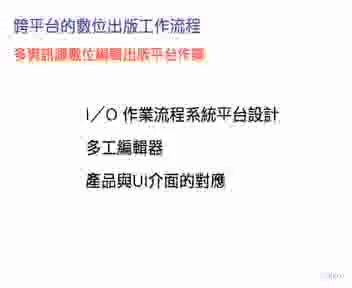 跨平台的數位出版工作流程
多資訊源數位編輯出版平台作業
I／O 作業流程系統平台設計
多工編輯器
產品與UI介面的對應